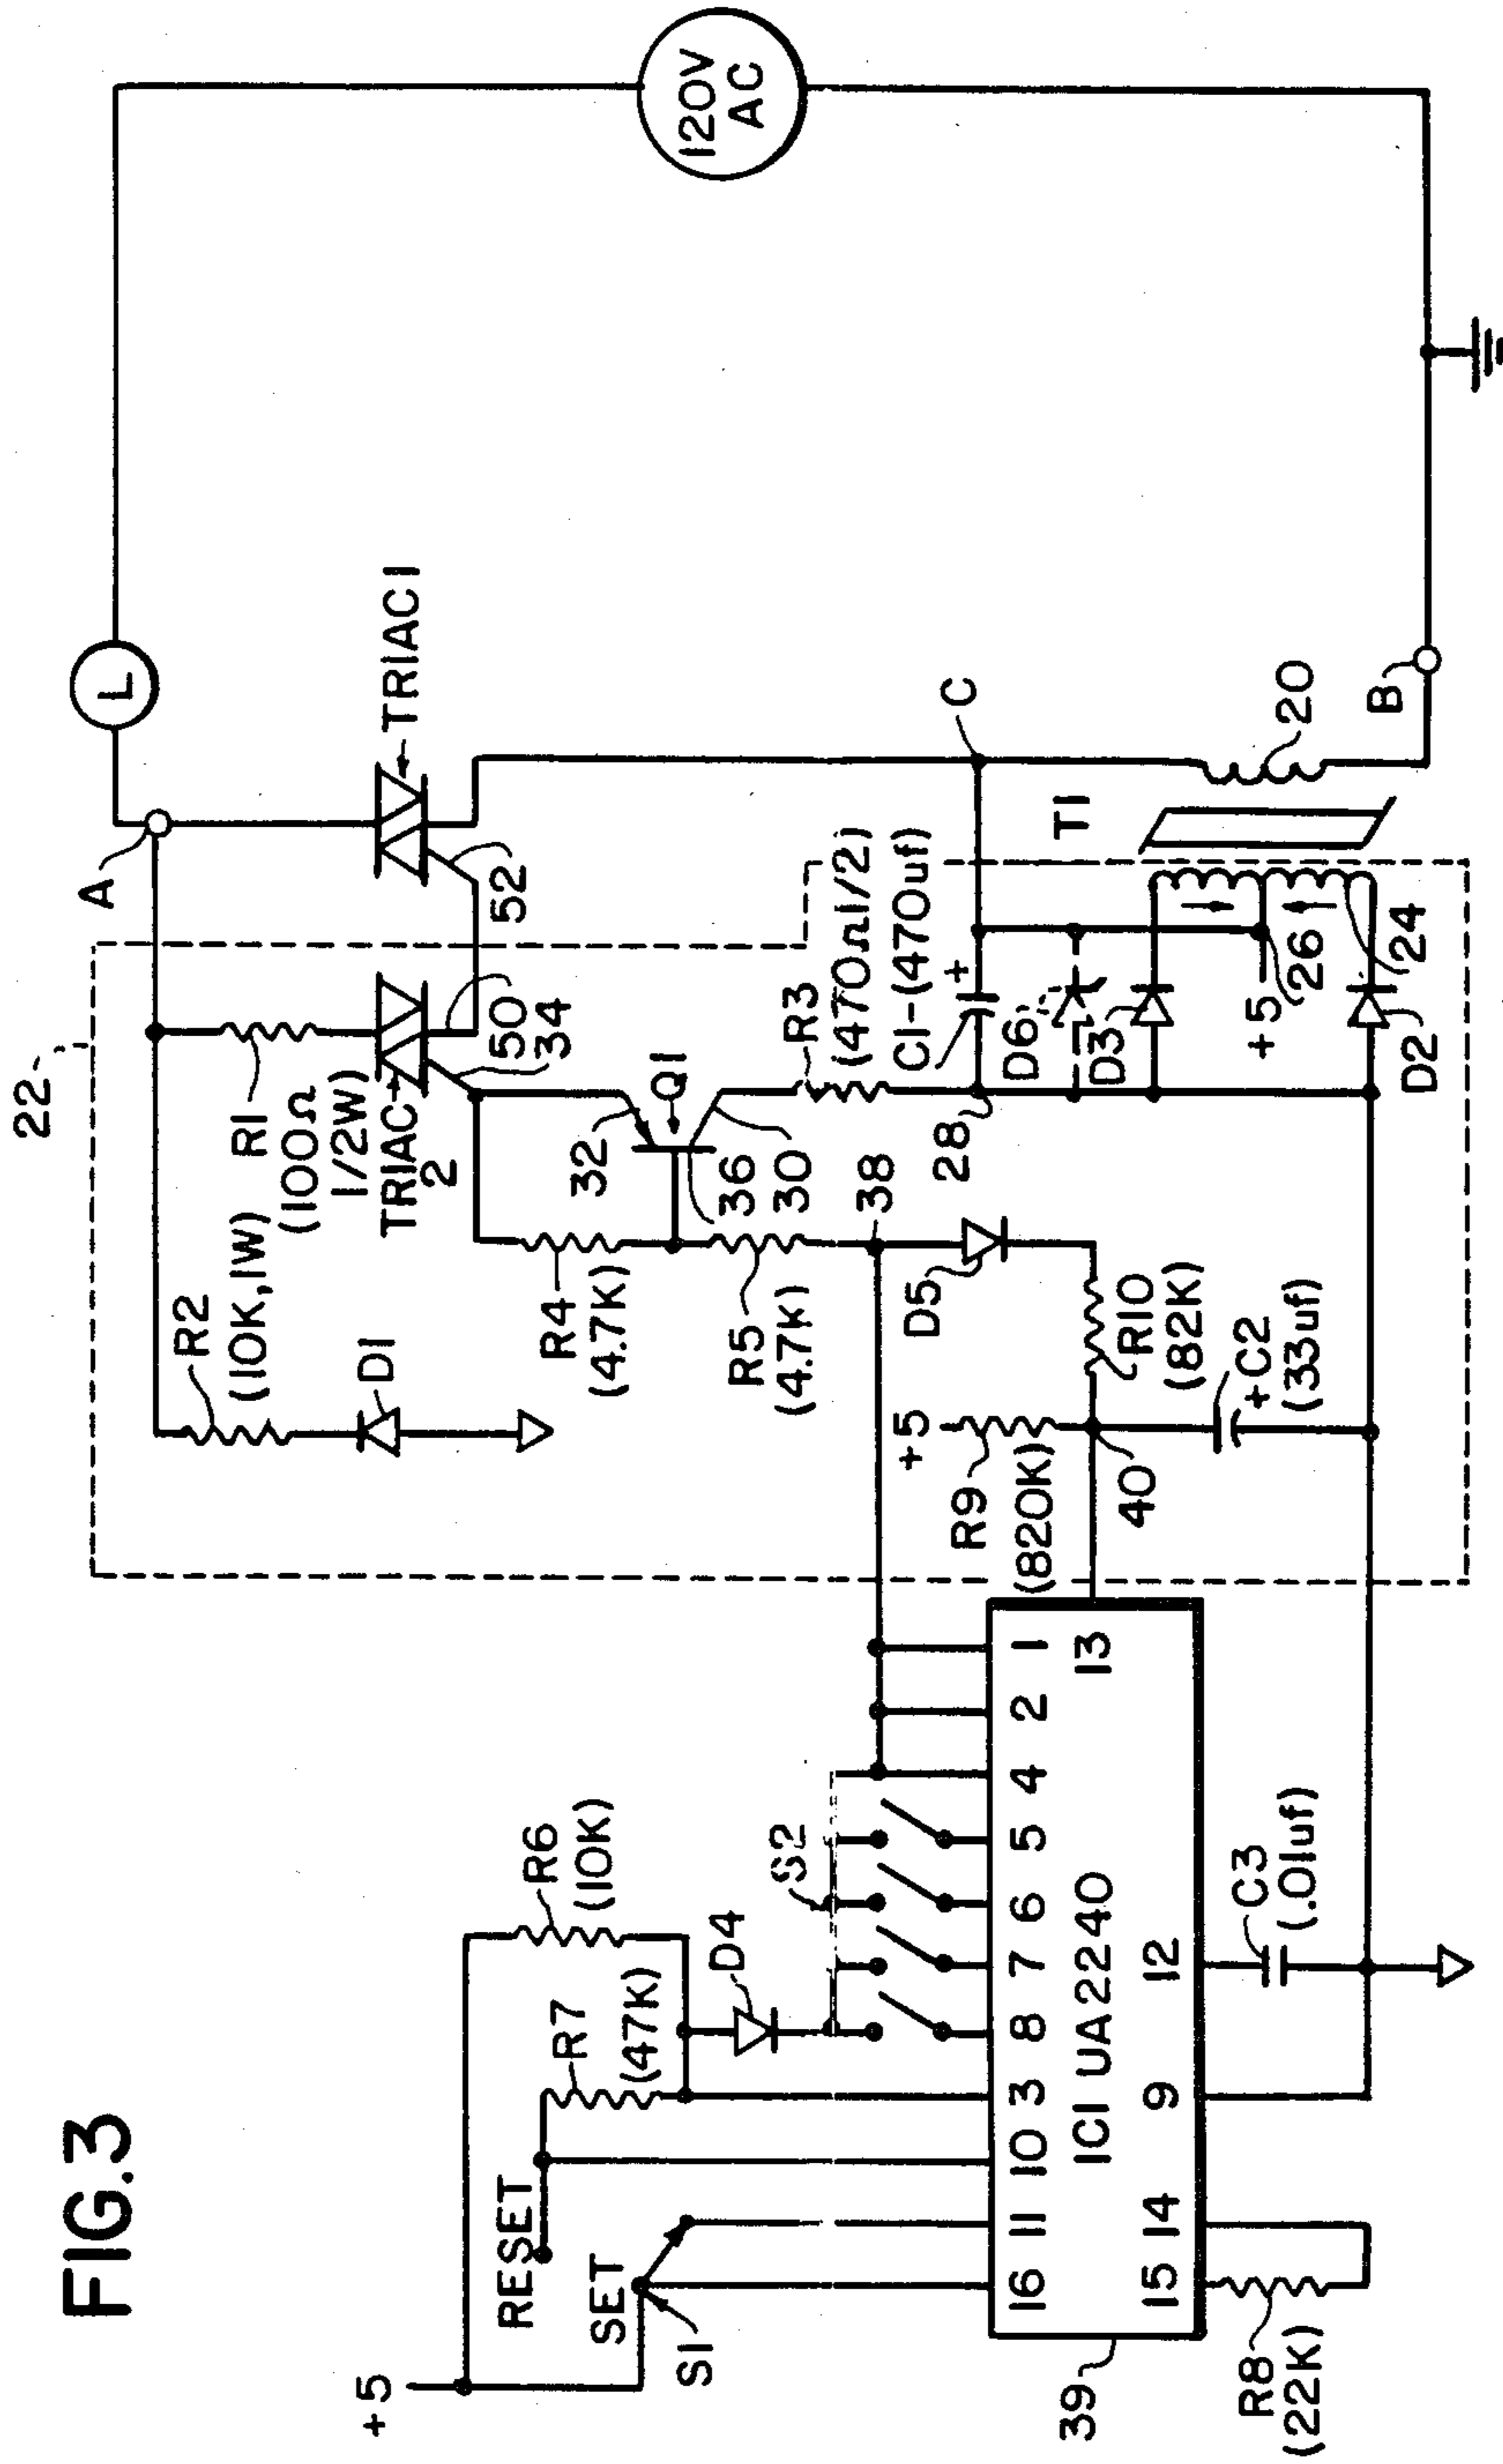 FIG.3
22
A
L
120V
AC
R2
(10K, 1W)
D1
R1
(100Ω
1/2W)
TRIAC
2
50
34
52
TRIAC1
32
Q1
36
30
R4
(4.7K)
R5
(4.7K)
38
R3
(470Ω1/2)
28
C1-(470uf)
+
C
D6
D3
+5
26
24
D2
T1
20
B
D5
R10
(82K)
+5
R9
(820K)
40
+C2
(33uf)
+5
RESET
SET
S1
R7
(47K)
R6
(10K)
D4
S2
16 11 10 3 8 7 6 5 4 2 1
IC1 UA2240
13
15 14 9 12
39
R8
(22K)
C3
(.01uf)